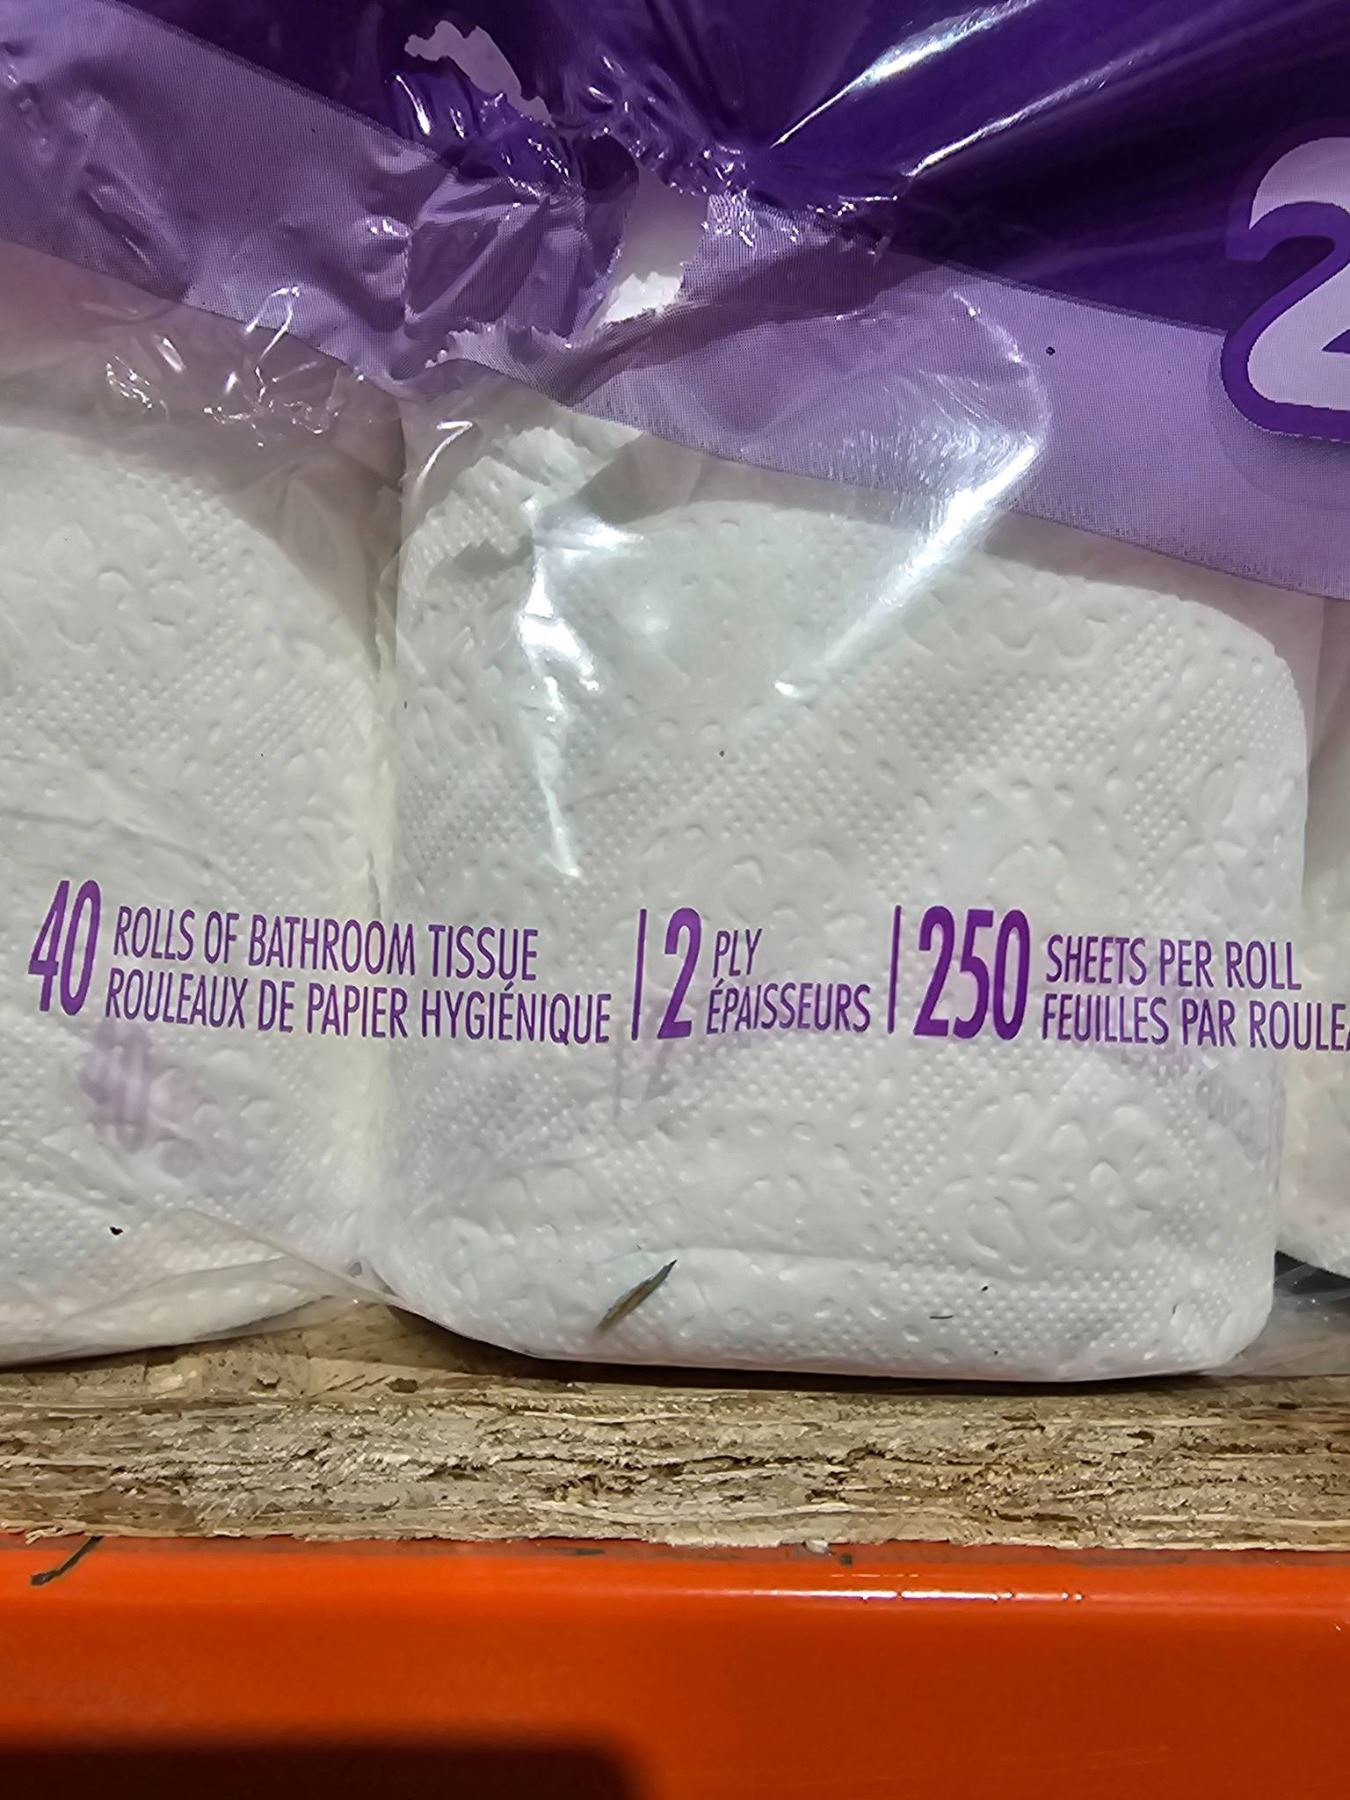 2
40 ROLLS OF BATHROOM TISSUE | 2 PLY | 250 SHEETS PER ROLL
ROULEAUX DE PAPIER HYGIÉNIQUE ÉPAISSEURS FEUILLES PAR ROULEA